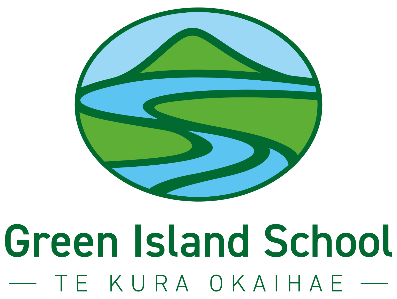 Green Island School
— TE KURA OKAIHAE —